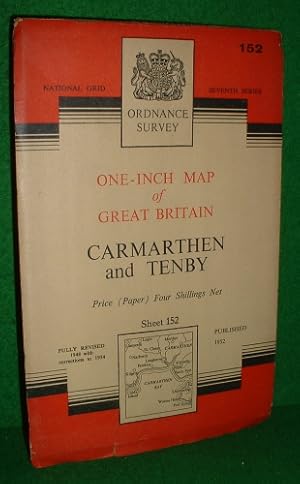 152
NATIONAL GRID
SEVENTH SERIES
ORDNANCE
SURVEY
ONE-INCH MAP
of
GREAT BRITAIN
CARMARTHEN
and TENBY
Price (Paper) Four Shillings Net
Sheet 152
FULLY REVISED
1948 with
corrections to 1954
PUBLISHED
1952
CARMARTHEN
BAY